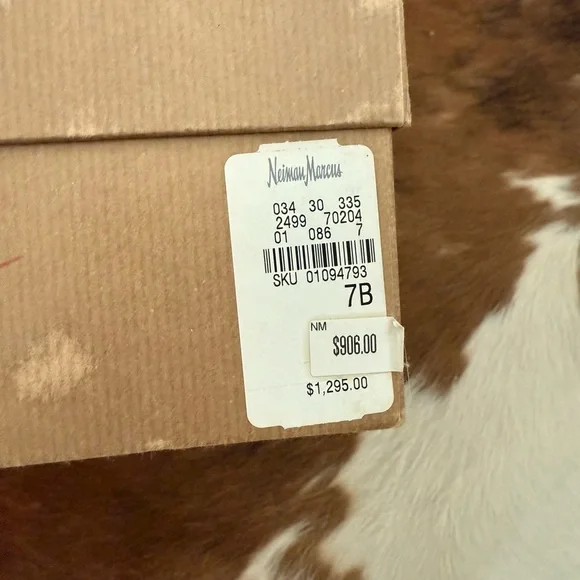 Neiman Marcus
034 30 335
2499 70204
01 086 7
SKU 01094793
7B
NM
$906.00
$1,295.00